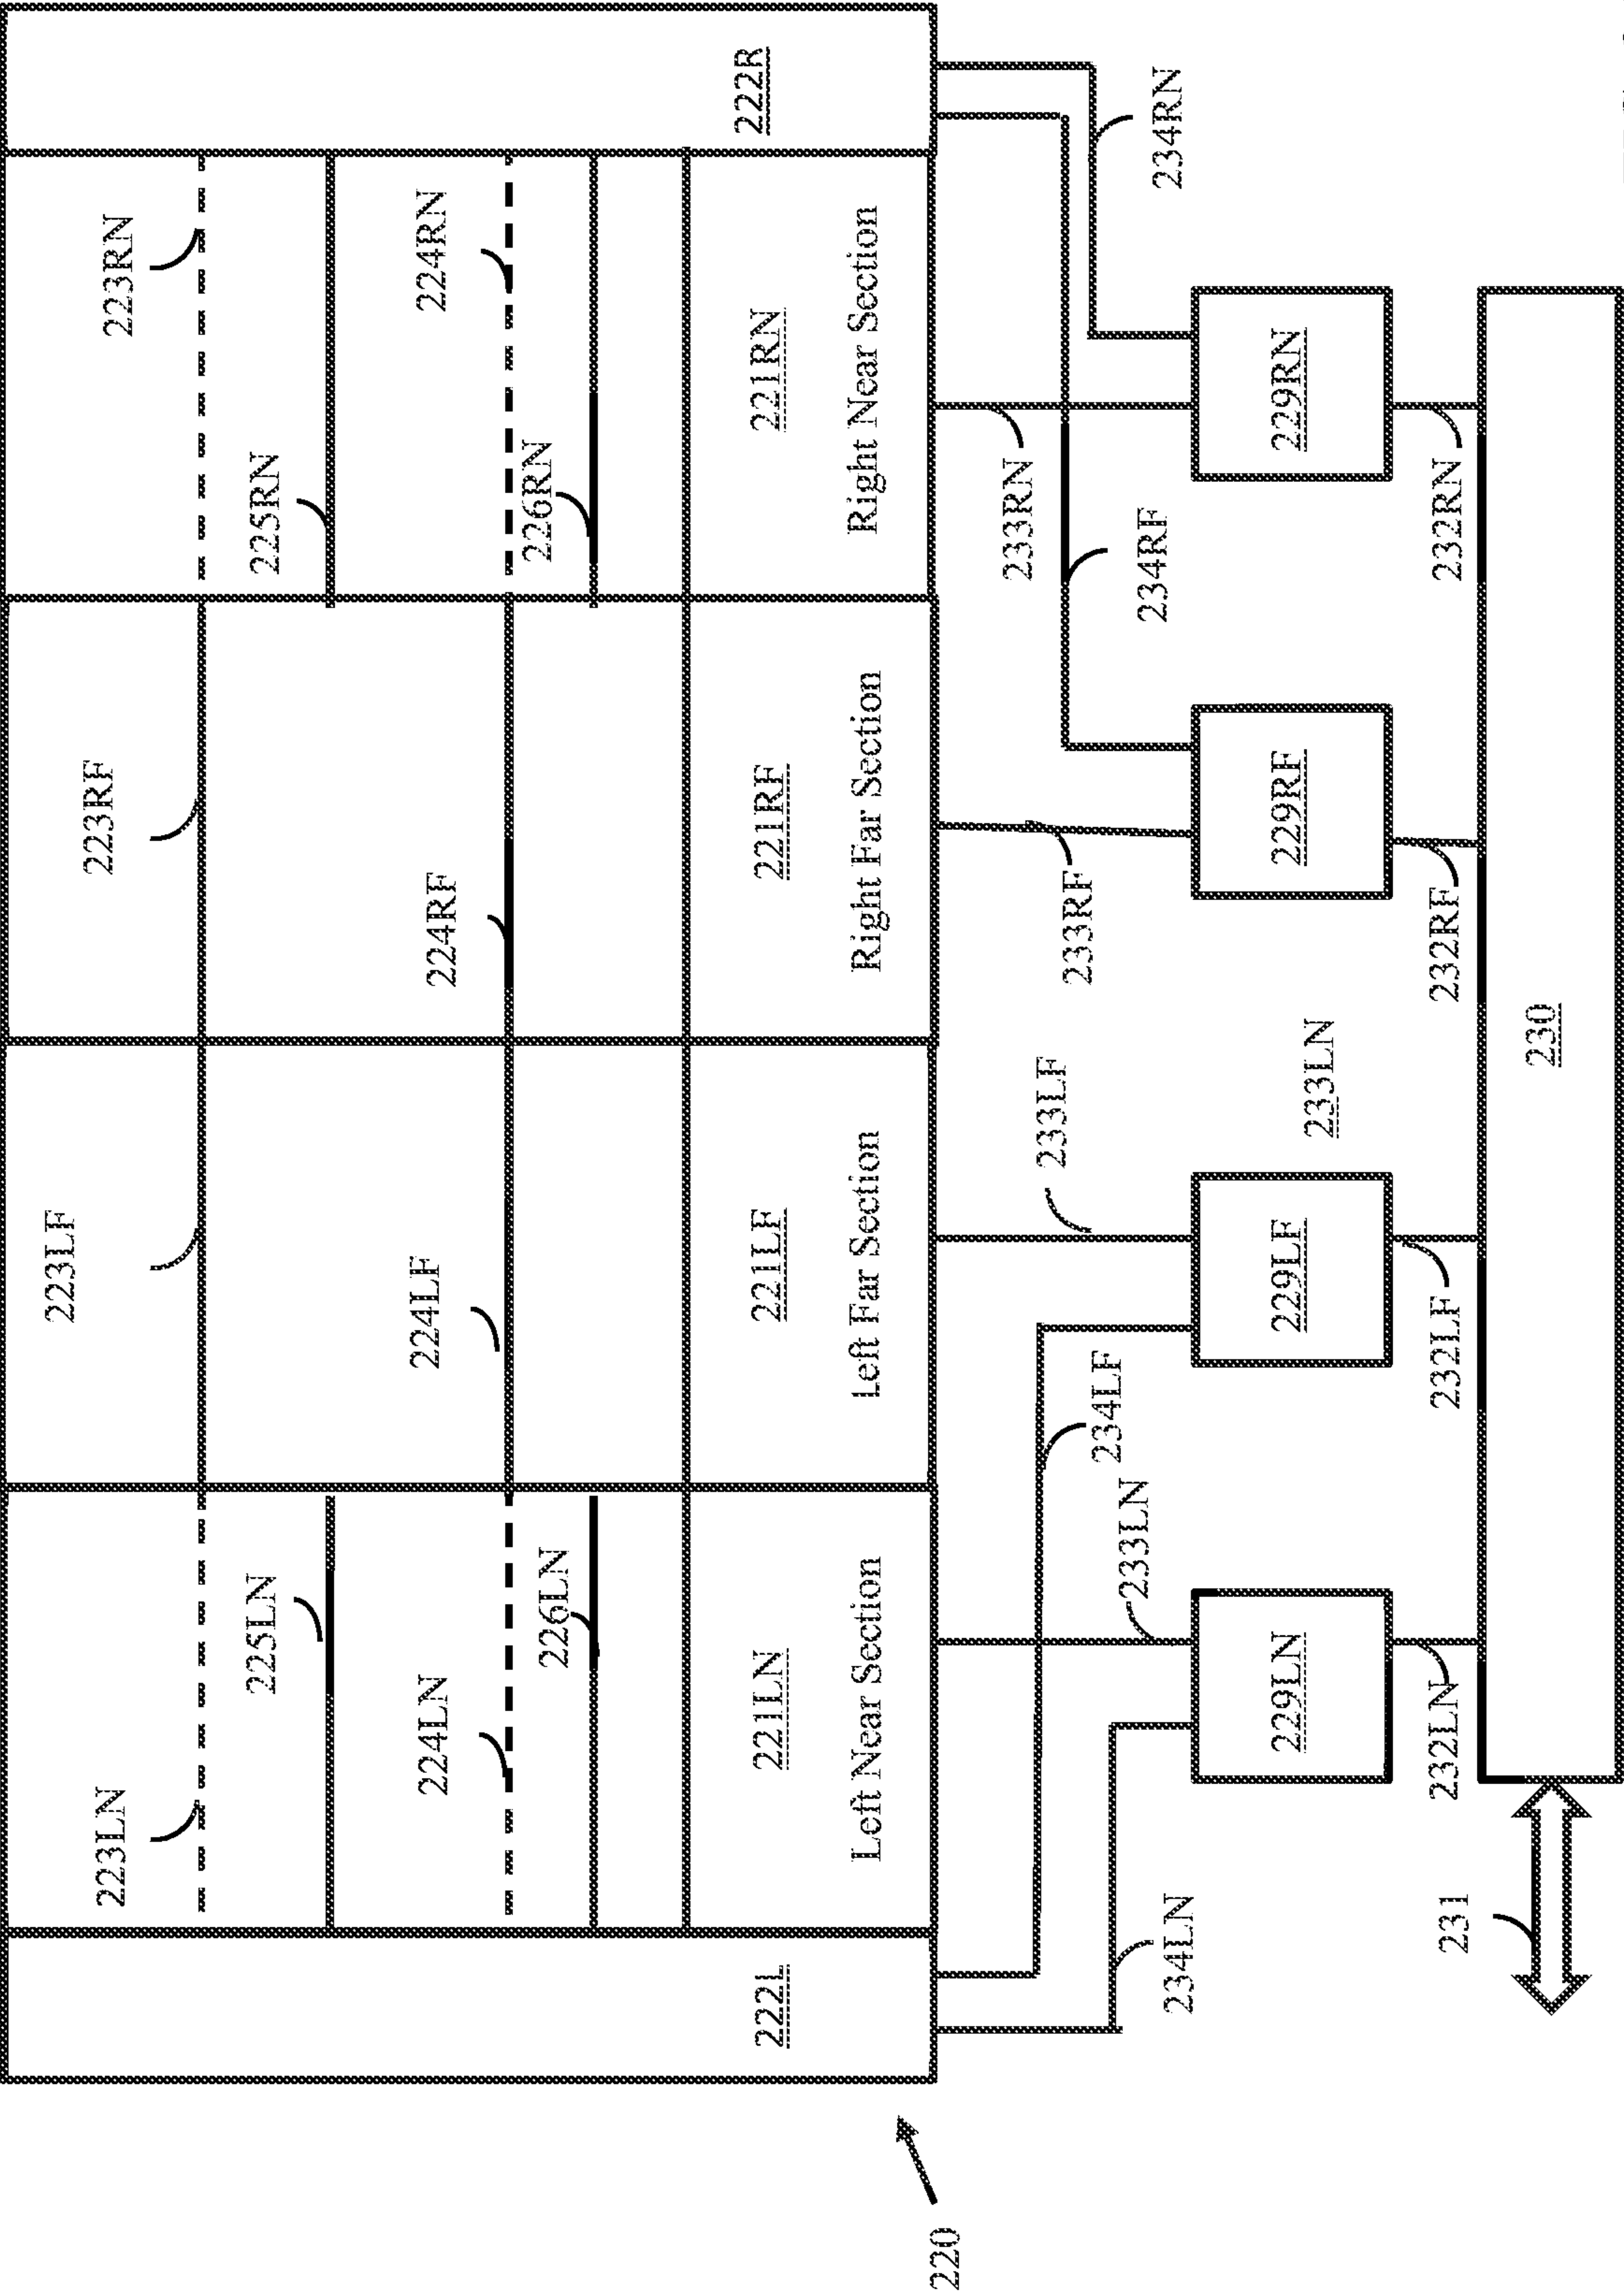 223LN
223LF
223RF
223RN
225LN
225RN
224LN
224LF
224RF
224RN
226LN
226RN
222L
221LN
221LF
221RF
221RN
222R
Left Near Section
Left Far Section
Right Far Section
Right Near Section
220
234LN
233LN
234LF
233LF
233RF
233RN
234RF
234RN
229LN
229LF
233LN
229RF
229RN
231
232LN
232LF
232RF
232RN
230